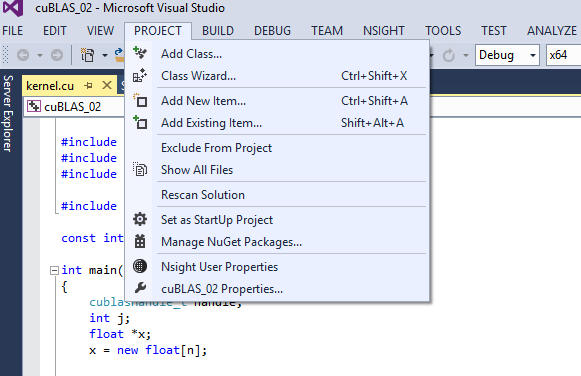 cuBLAS_02 - Microsoft Visual Studio
FILE EDIT VIEW PROJECT BUILD DEBUG TEAM NSIGHT TOOLS TEST ANALYZE
Debug x64
Server Explorer
kernel.cu
cuBLAS_02
Add Class...
Class Wizard... Ctrl+Shift+X
Add New Item... Ctrl+Shift+A
Add Existing Item... Shift+Alt+A
Exclude From Project
Show All Files
Rescan Solution
Set as StartUp Project
Manage NuGet Packages...
Nsight User Properties
cuBLAS_02 Properties...
#include
#include
#include
#include
const int
int main(
{
cublasHandle_t handle;
int j;
float *x;
x = new float[n];